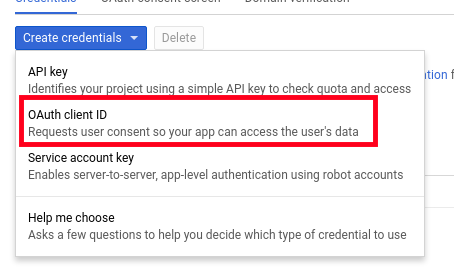 Credentials OAuth consent screen Domain verification
Create credentials Delete
API key
Identifies your project using a simple API key to check quota and access
OAuth client ID
Requests user consent so your app can access the user's data
Service account key
Enables server-to-server, app-level authentication using robot accounts
Help me choose
Asks a few questions to help you decide which type of credential to use